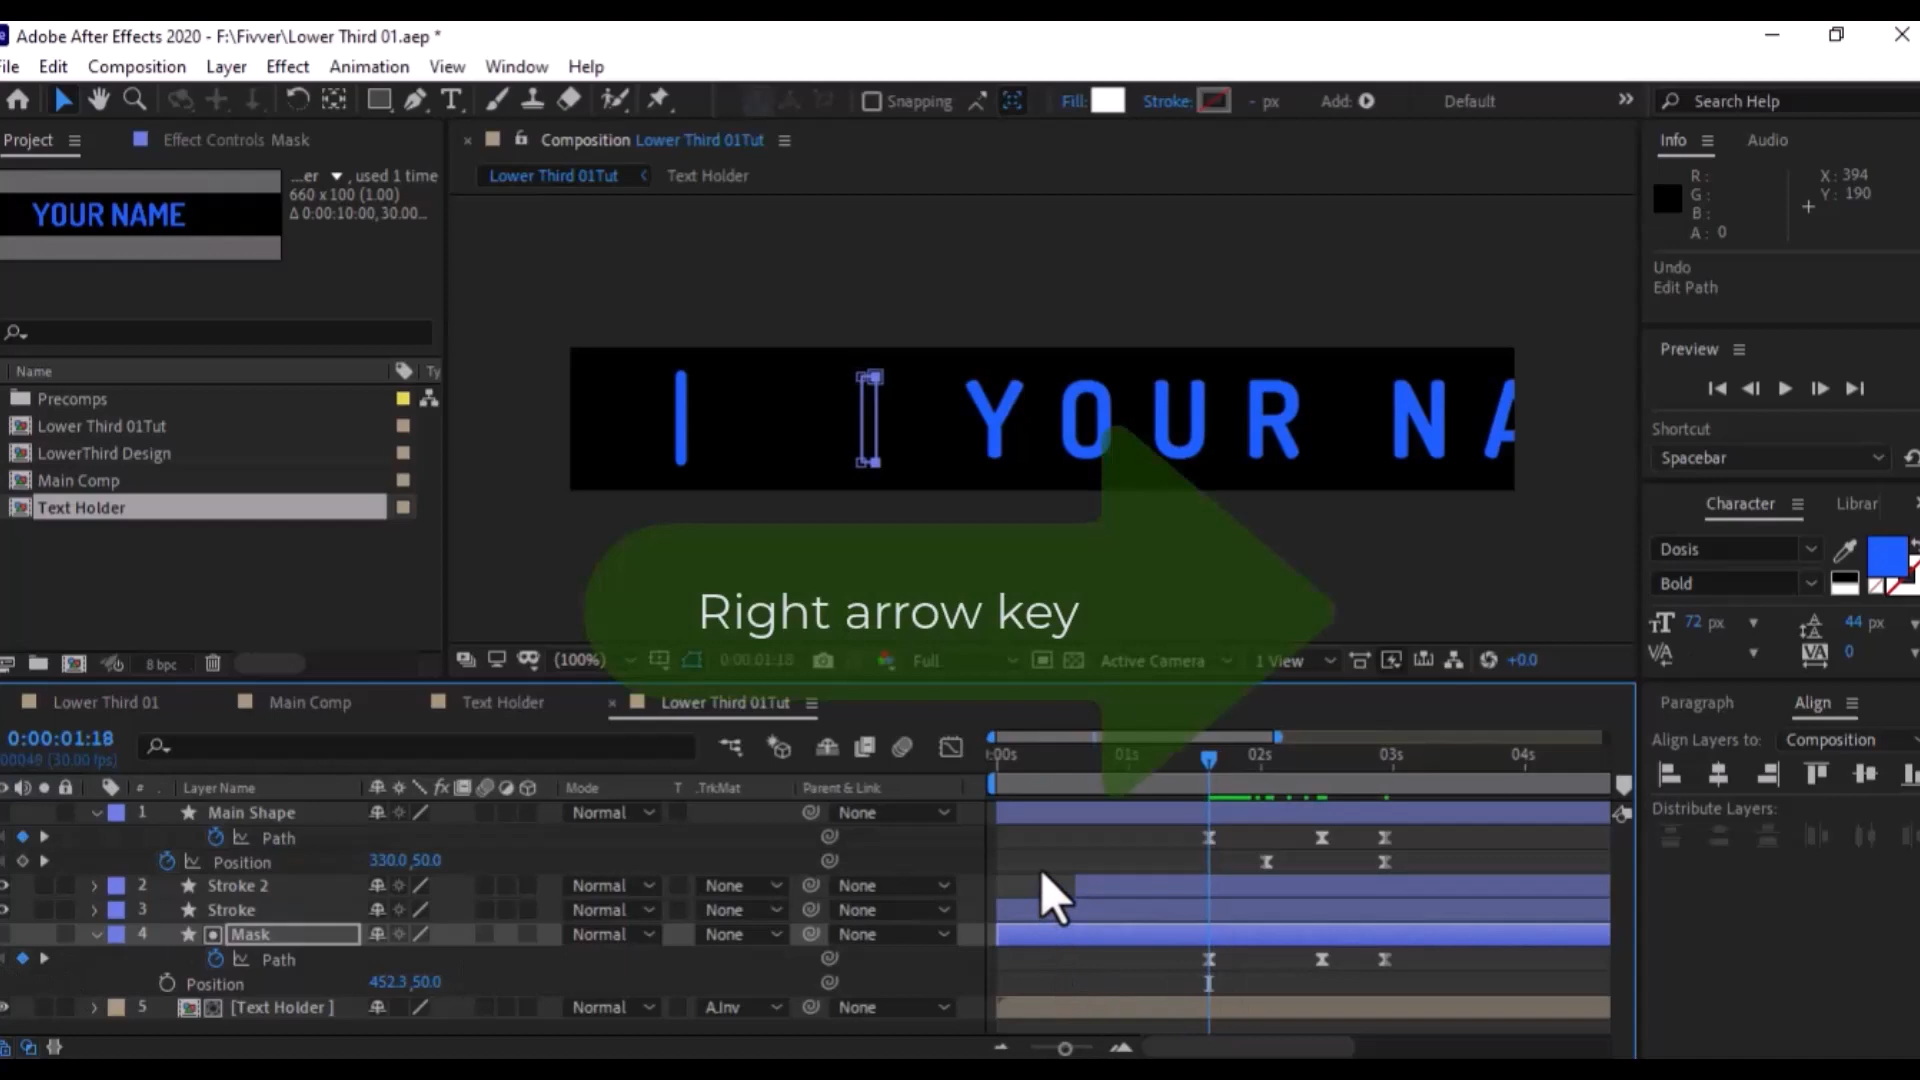 Adobe After Effects 2020 - F:\Fivver\Lower Third 01.aep *
File Edit Composition Layer Effect Animation View Window Help
Snapping Fill: Stroke: - px Add: Default Search Help
Project Effect Controls Mask
...er , used 1 time
660 x 100 (1.00)
Δ 0:00:10:00, 30.00...
YOUR NAME
Name Ty
Precomps
Lower Third 01Tut
LowerThird Design
Main Comp
Text Holder
8 bpc
Composition Lower Third 01Tut
Lower Third 01Tut Text Holder
YOUR NA
Right arrow key
(100%) 0:00:01:18 Full Active Camera 1 View +0.0
Info Audio
R :
G :
B :
A : 0
X : 394
Y : 190
Undo
Edit Path
Preview
Shortcut
Spacebar
Character Librar
Dosis
Bold
72 px 44 px
0
Paragraph Align
Align Layers to: Composition
Distribute Layers:
Lower Third 01 Main Comp Text Holder Lower Third 01Tut
0:00:01:18
00048 (30.00 fps)
# Layer Name Mode T .TrkMat Parent & Link
:00s 01s 02s 03s 04s
1 Main Shape Normal None
Path
Position 330.0,50.0
2 Stroke 2 Normal None None
3 Stroke Normal None None
4 Mask Normal None None
Path
Position 452.3,50.0
5 [Text Holder] Normal A.Inv None